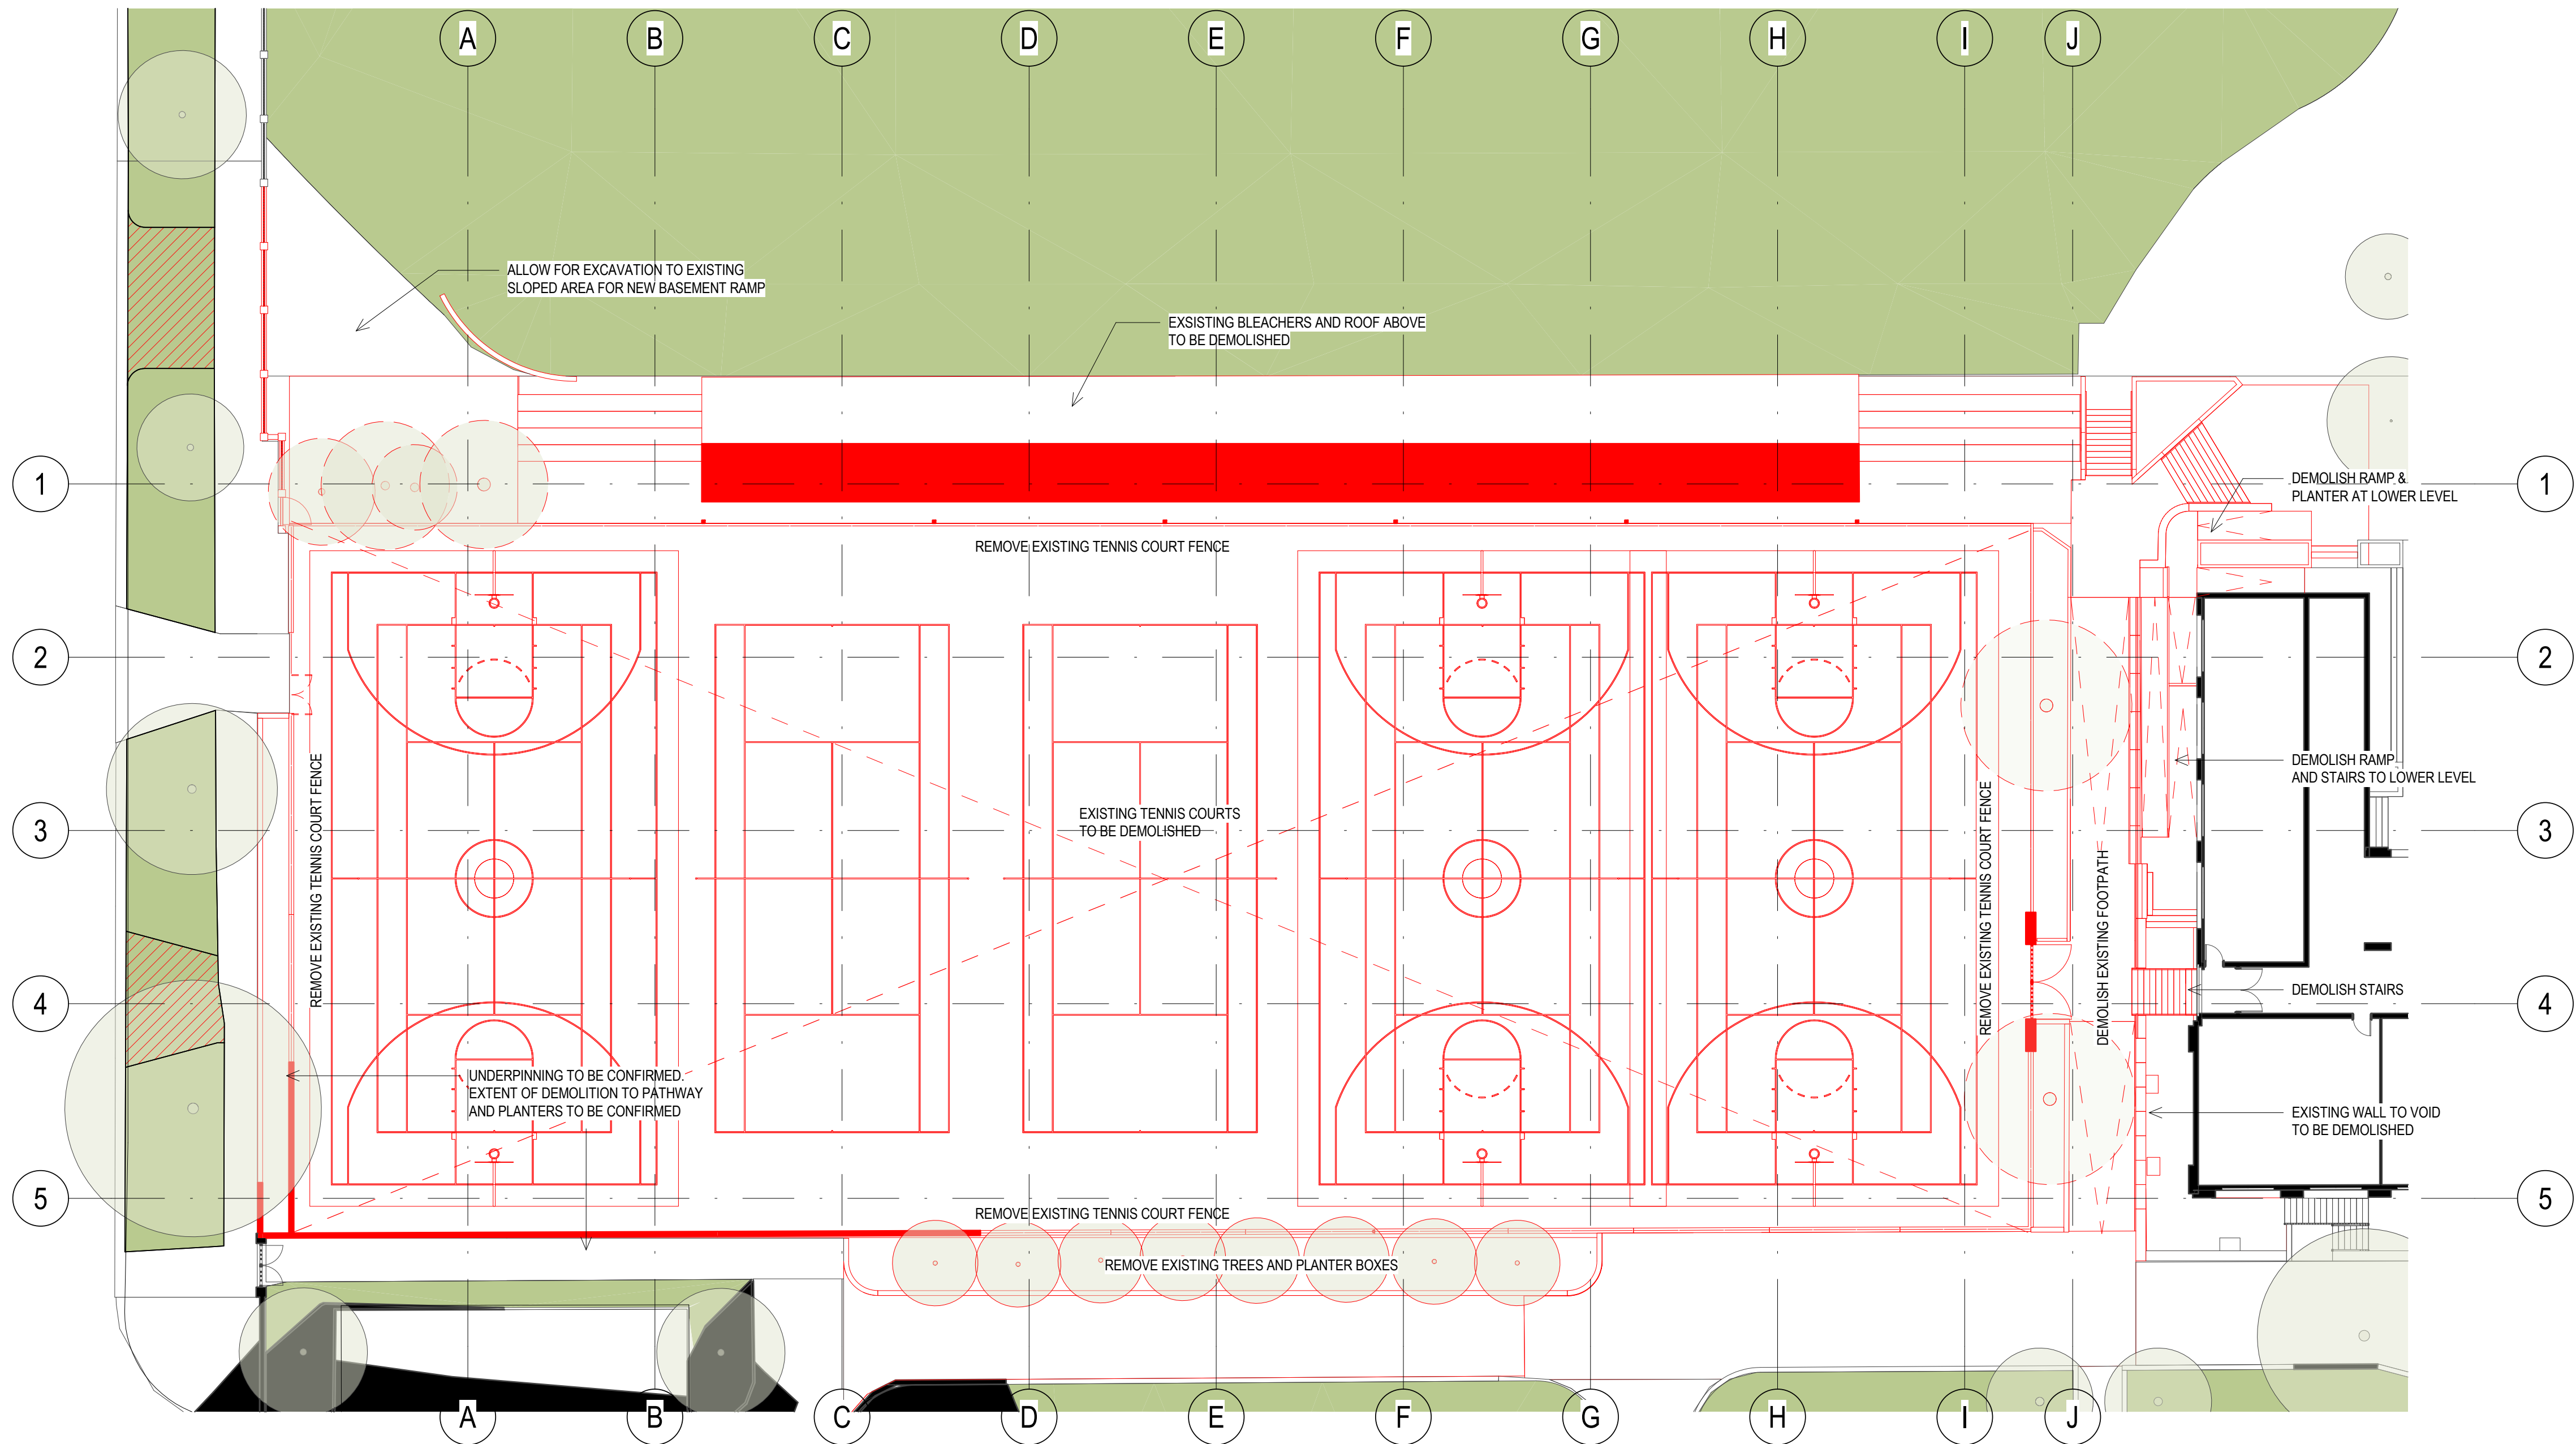 A B C D E F G H I J
ALLOW FOR EXCAVATION TO EXISTING
SLOPED AREA FOR NEW BASEMENT RAMP
EXSISTING BLEACHERS AND ROOF ABOVE
TO BE DEMOLISHED
1
1
DEMOLISH RAMP &
PLANTER AT LOWER LEVEL
REMOVE EXISTING TENNIS COURT FENCE
2
2
REMOVE EXISTING TENNIS COURT FENCE
DEMOLISH RAMP
AND STAIRS TO LOWER LEVEL
EXISTING TENNIS COURTS
TO BE DEMOLISHED
3
3
REMOVE EXISTING TENNIS COURT FENCE
DEMOLISH EXISTING FOOTPATH
DEMOLISH STAIRS
4
4
UNDERPINNING TO BE CONFIRMED.
EXTENT OF DEMOLITION TO PATHWAY
AND PLANTERS TO BE CONFIRMED
EXISTING WALL TO VOID
TO BE DEMOLISHED
5
5
REMOVE EXISTING TENNIS COURT FENCE
REMOVE EXISTING TREES AND PLANTER BOXES
A B C D E F G H I J